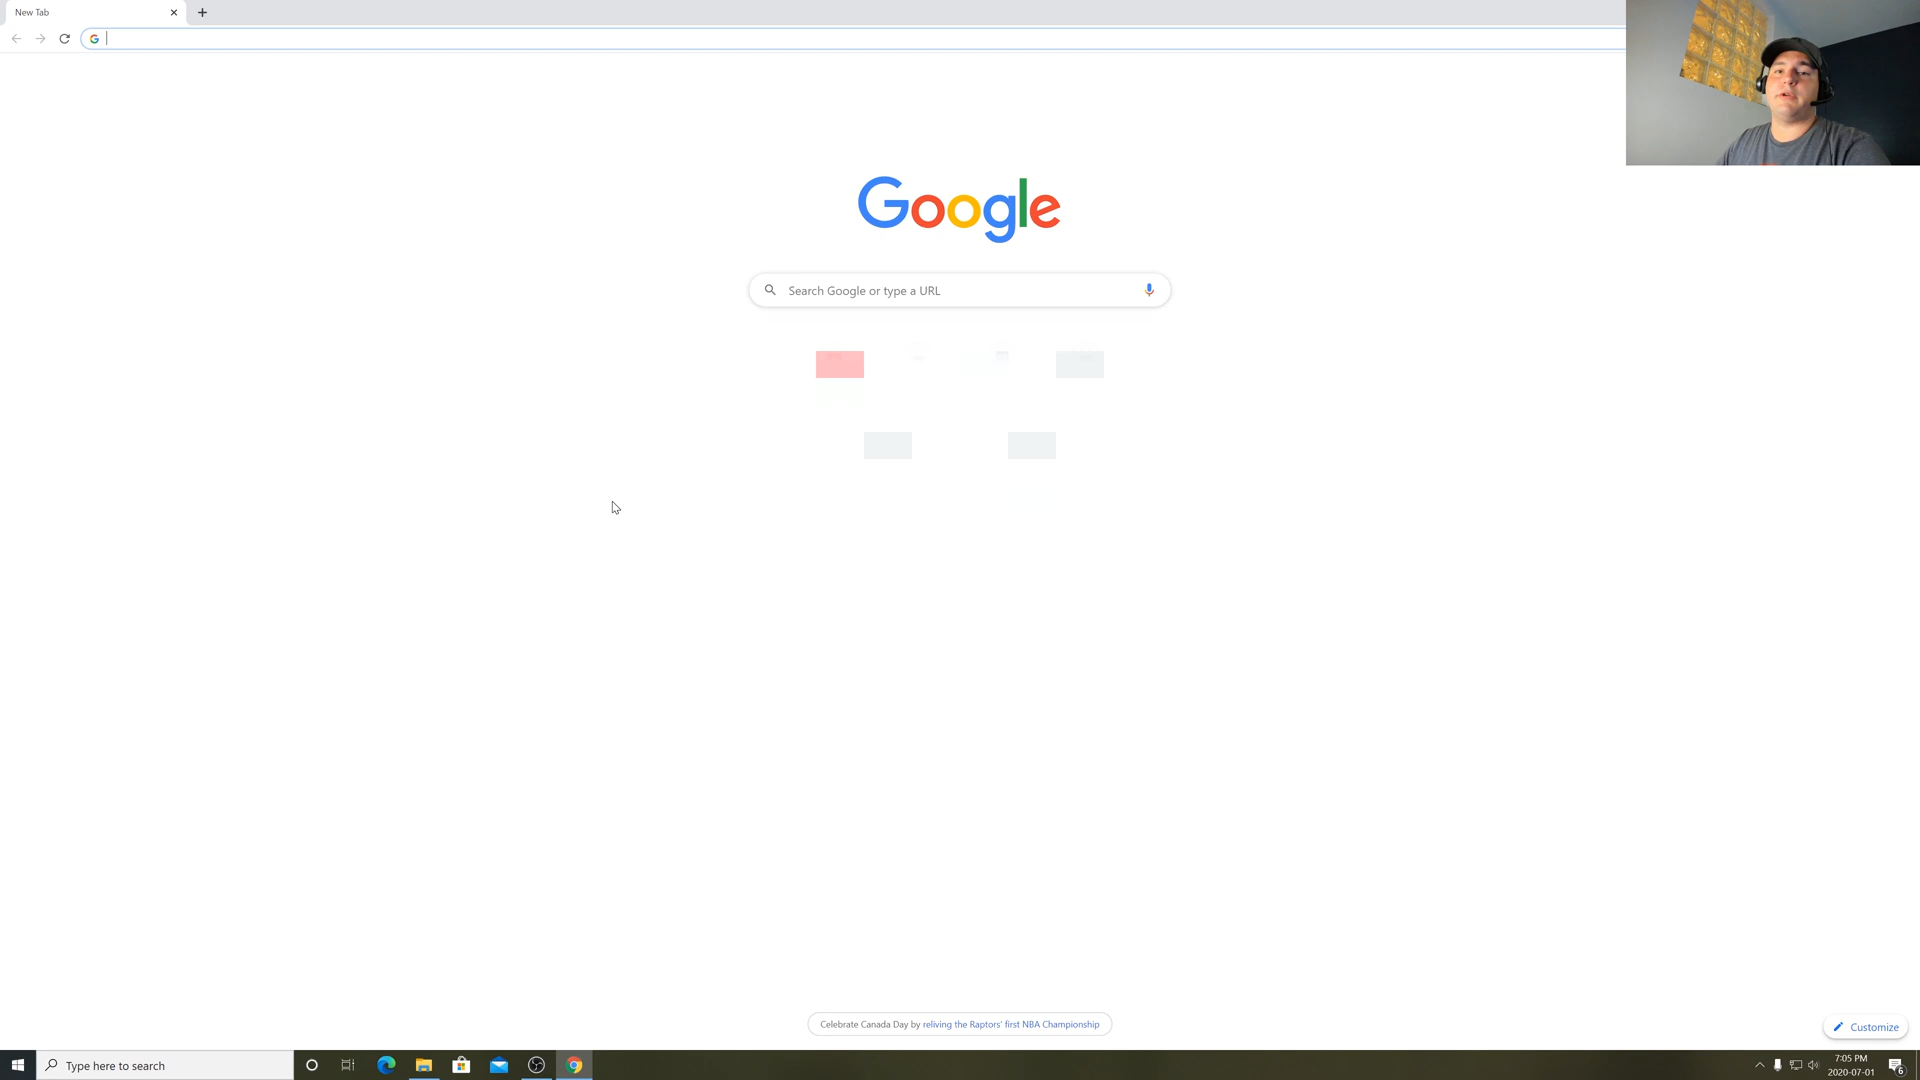 New Tab
Google
Search Google or type a URL
Celebrate Canada Day by reliving the Raptors' first NBA Championship
Customize
Type here to search
7:05 PM
2020-07-01
6